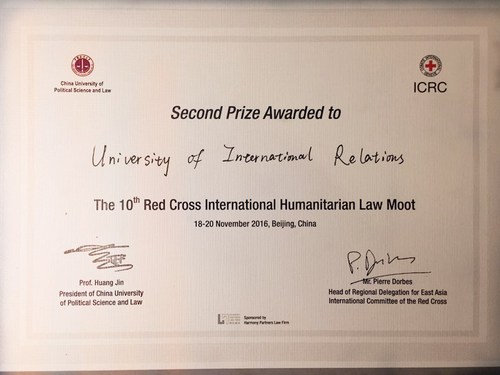 China University of
Political Science and Law
ICRC
Second Prize Awarded to
University of International Relations
The 10th Red Cross International Humanitarian Law Moot
18-20 November 2016, Beijing, China
P. Dorbes
Prof. Huang Jin
President of China University
of Political Science and Law
Mr. Pierre Dorbes
Head of Regional Delegation for East Asia
International Committee of the Red Cross
Sponsored by
Hermony Partners Law Firm